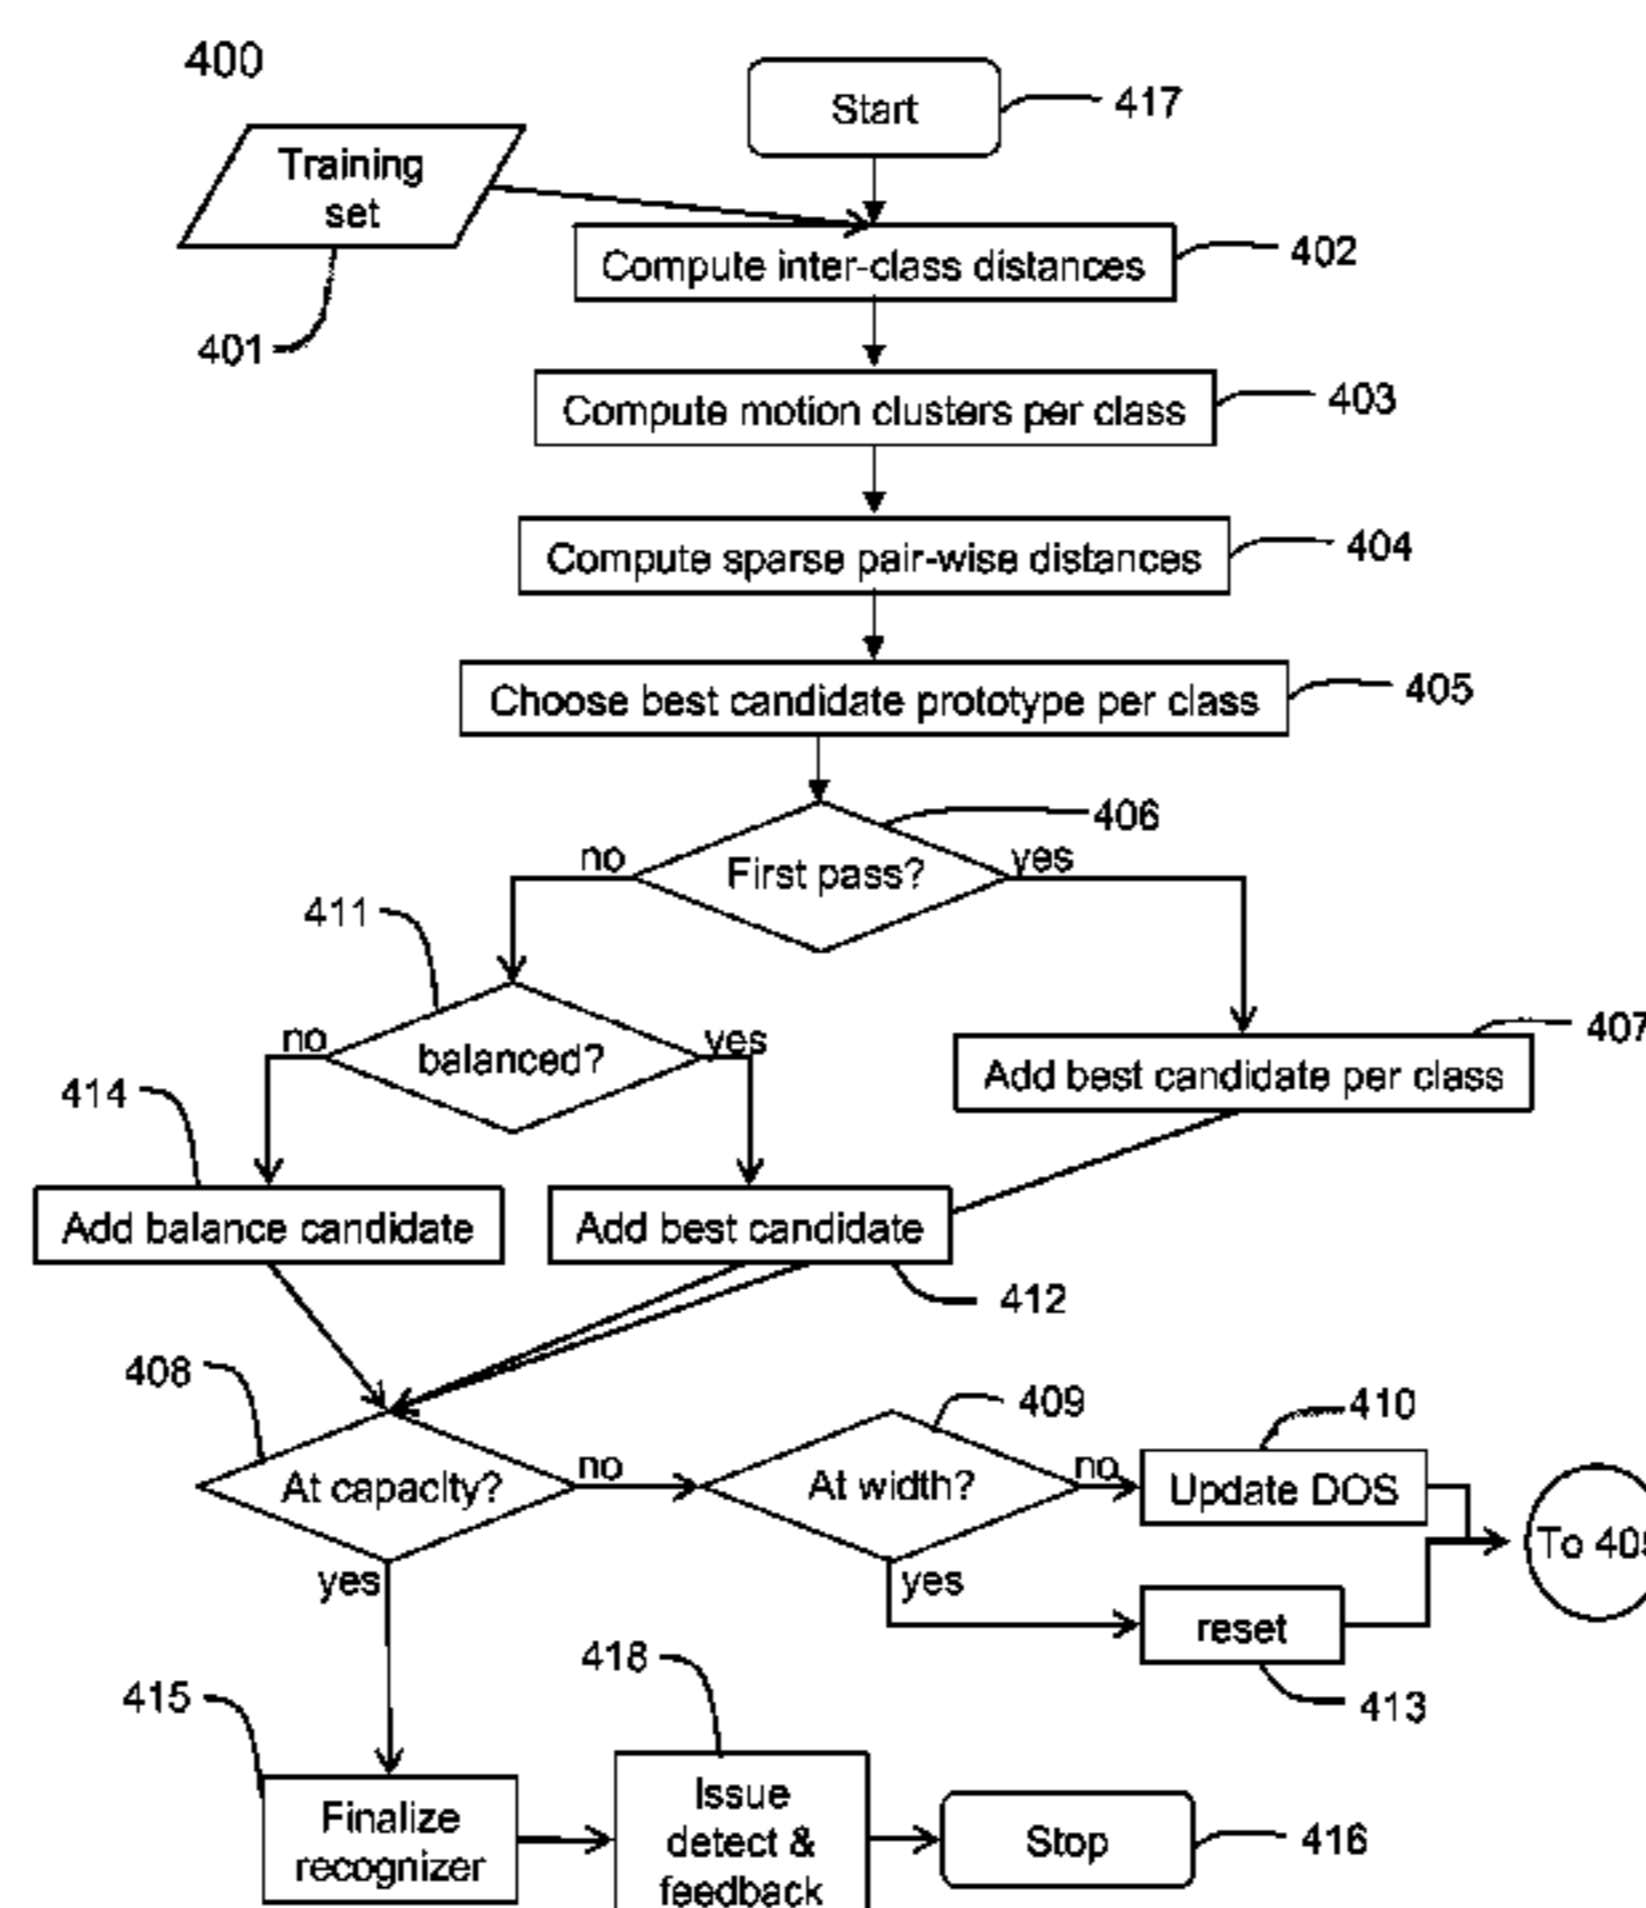 400
Start
417
Training
set
Compute inter-class distances
402
401
Compute motion clusters per class
403
Compute sparse pair-wise distances
404
Choose best candidate prototype per class
405
406
no
First pass?
yes
411
no
balanced?
yes
407
Add best candidate per class
414
Add balance candidate
Add best candidate
412
408
409
410
At capacity?
no
At width?
no
Update DOS
To 405
yes
yes
reset
413
418
415
Finalize
recognizer
Issue
detect &
feedback
Stop
416